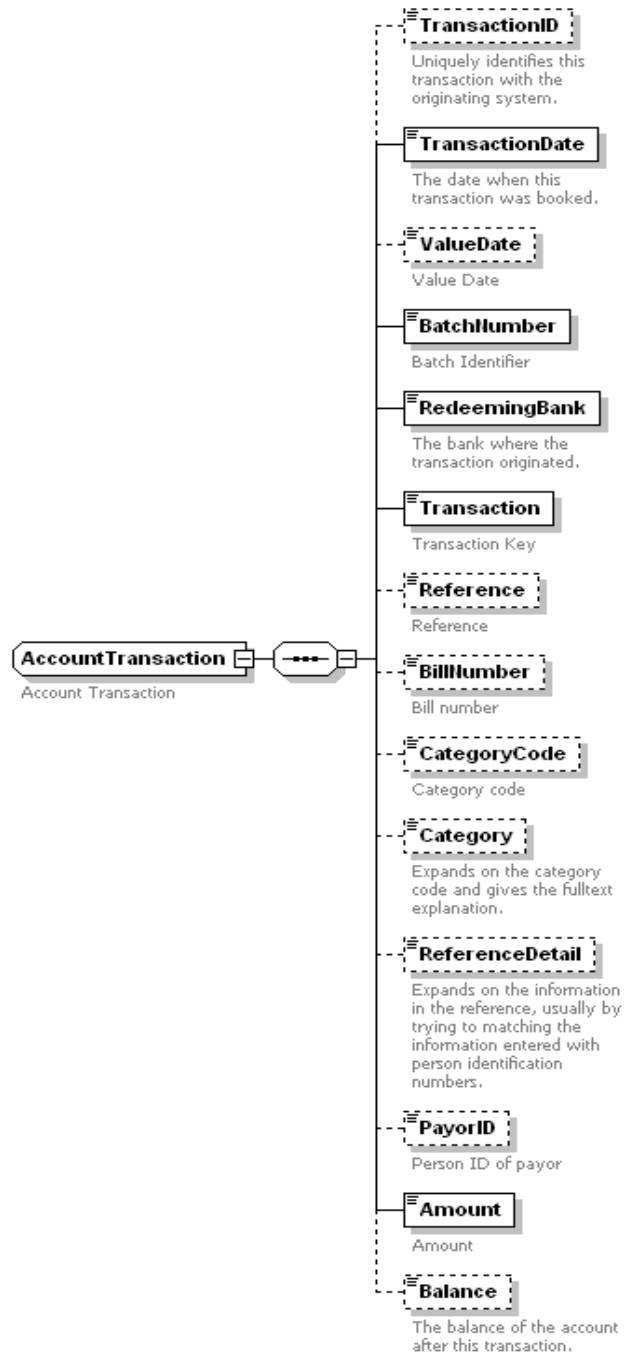 TransactionID
Uniquely identifies this
transaction with the
originating system.
TransactionDate
The date when this
transaction was booked.
ValueDate
Value Date
BatchNumber
Batch Identifier
RedeemingBank
The bank where the
transaction originated.
Transaction
Transaction Key
Reference
Reference
AccountTransaction
Account Transaction
BillNumber
Bill number
CategoryCode
Category code
Category
Expands on the category
code and gives the fulltext
explanation.
ReferenceDetail
Expands on the information
in the reference, usually by
trying to matching the
information entered with
person identification
numbers.
PayorID
Person ID of payor
Amount
Amount
Balance
The balance of the account
after this transaction.